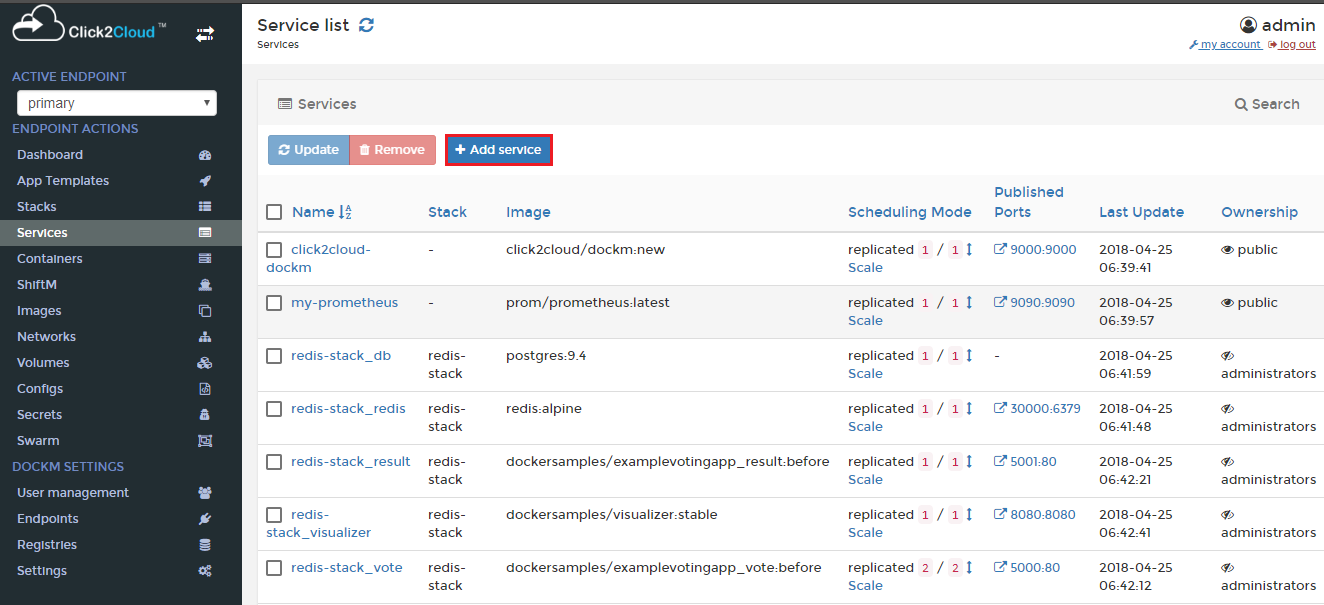 Click2Cloud ™
ACTIVE ENDPOINT
primary
ENDPOINT ACTIONS
Dashboard
App Templates
Stacks
Services
Containers
ShiftM
Images
Networks
Volumes
Configs
Secrets
Swarm
DOCKM SETTINGS
User management
Endpoints
Registries
Settings
Service list
Services
admin
my account log out
Services
Search
Update Remove Add service
Name Stack Image Scheduling Mode Published Ports Last Update Ownership
click2cloud- - click2cloud/dockm:new replicated 1 / 1 9000:9000 2018-04-25 public
dockm Scale 06:39:41
my-prometheus - prom/prometheus:latest replicated 1 / 1 9090:9090 2018-04-25 public
Scale 06:39:57
redis-stack_db redis- postgres:9.4 replicated 1 / 1 - 2018-04-25
stack Scale 06:41:59 administrators
redis-stack_redis redis- redis:alpine replicated 1 / 1 30000:6379 2018-04-25
stack Scale 06:41:48 administrators
redis-stack_result redis- dockersamples/examplevotingapp_result:before replicated 1 / 1 5001:80 2018-04-25
stack Scale 06:42:21 administrators
redis- redis- dockersamples/visualizer:stable replicated 1 / 1 8080:8080 2018-04-25
stack_visualizer stack Scale 06:42:41 administrators
redis-stack_vote redis- dockersamples/examplevotingapp_vote:before replicated 2 / 2 5000:80 2018-04-25
stack Scale 06:42:12 administrators